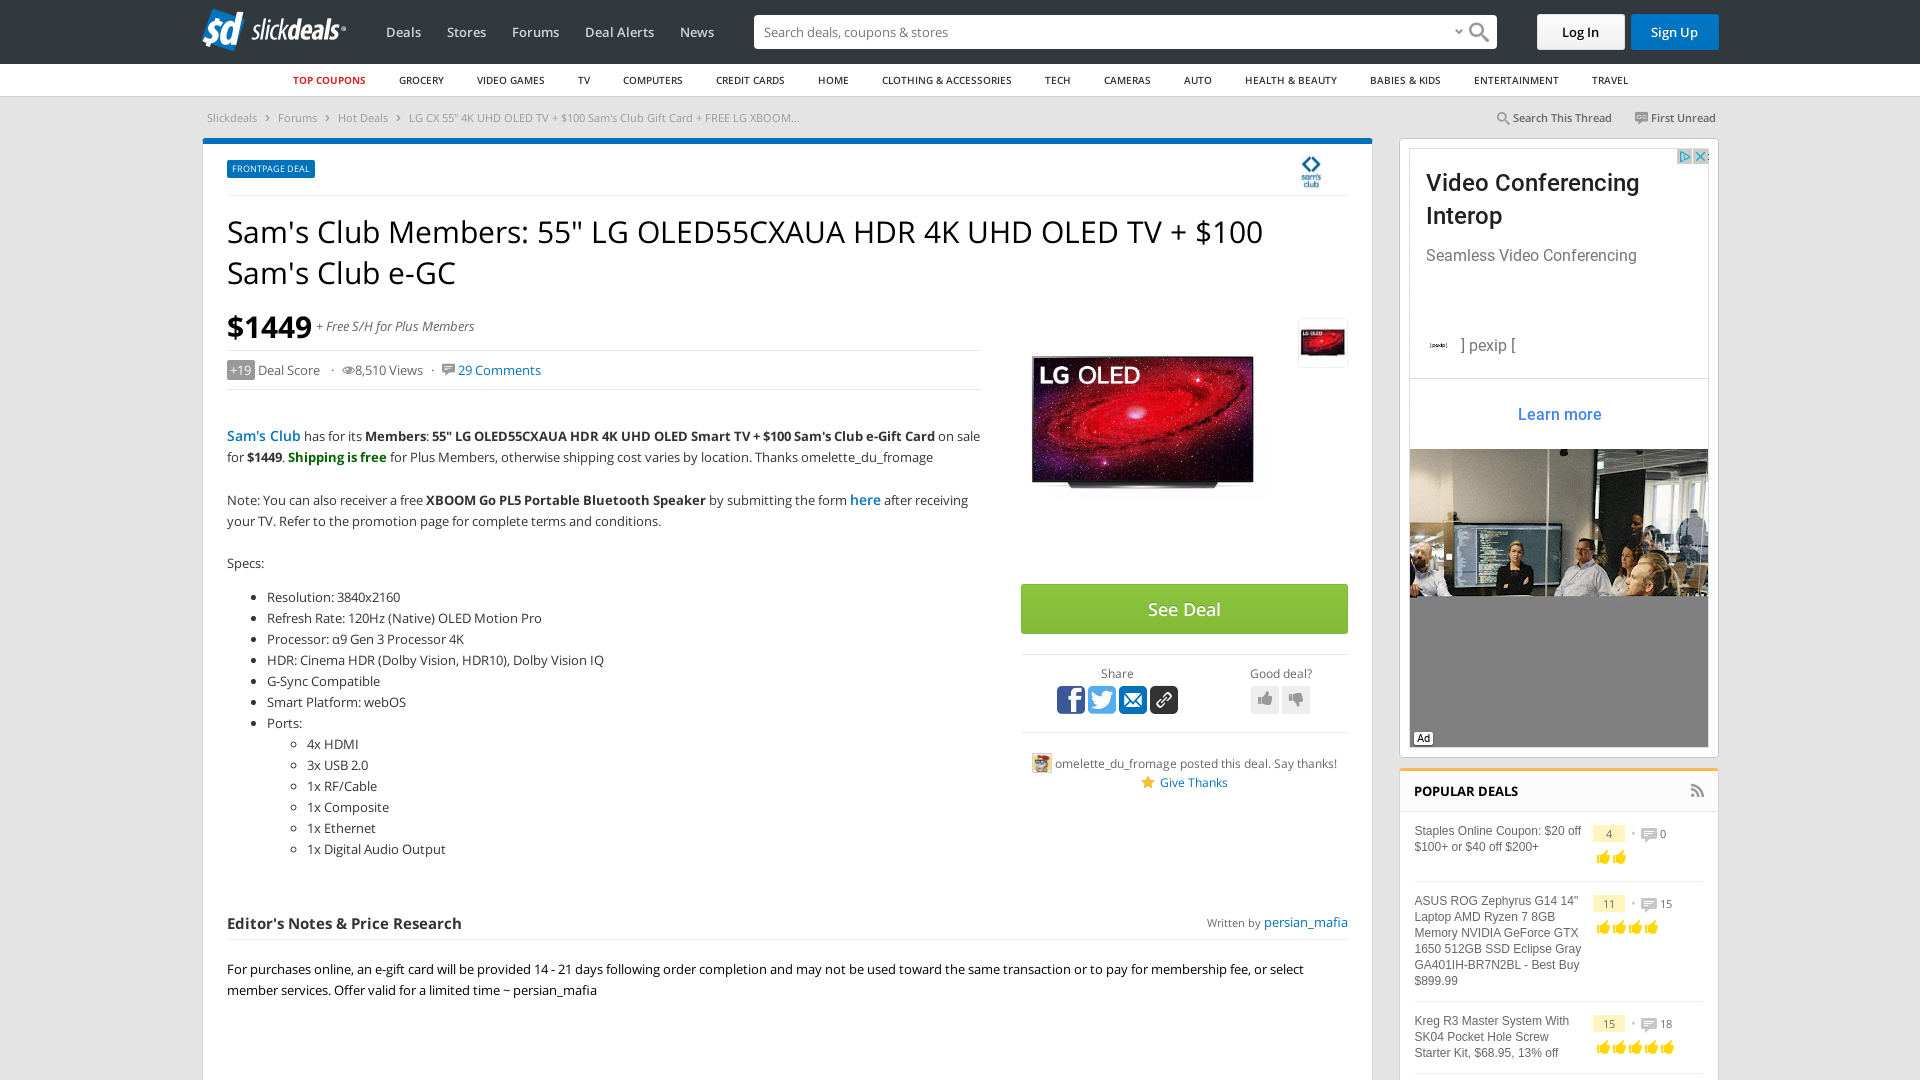 sd slickdeals
Deals
Stores
Forums
Deal Alerts
News
Search deals, coupons & stores
Log In
Sign Up
TOP COUPONS
GROCERY
VIDEO GAMES
TV
COMPUTERS
CREDIT CARDS
HOME
CLOTHING & ACCESSORIES
TECH
CAMERAS
AUTO
HEALTH & BEAUTY
BABIES & KIDS
ENTERTAINMENT
TRAVEL
Slickdeals > Forums > Hot Deals > LG CX 55" 4K UHD OLED TV + $100 Sam's Club Gift Card + FREE LG XBOOM...
Search This Thread
First Unread
FRONTPAGE DEAL
sam's
club
Sam's Club Members: 55" LG OLED55CXAUA HDR 4K UHD OLED TV + $100
Sam's Club e-GC
$1449 + Free S/H for Plus Members
+19 Deal Score · 8,510 Views · 29 Comments
Sam's Club has for its Members: 55" LG OLED55CXAUA HDR 4K UHD OLED Smart TV + $100 Sam's Club e-Gift Card on sale
for $1449. Shipping is free for Plus Members, otherwise shipping cost varies by location. Thanks omelette_du_fromage
Note: You can also receiver a free XBOOM Go PL5 Portable Bluetooth Speaker by submitting the form here after receiving
your TV. Refer to the promotion page for complete terms and conditions.
Specs:
Resolution: 3840x2160
Refresh Rate: 120Hz (Native) OLED Motion Pro
Processor: α9 Gen 3 Processor 4K
HDR: Cinema HDR (Dolby Vision, HDR10), Dolby Vision IQ
G-Sync Compatible
Smart Platform: webOS
Ports:
4x HDMI
3x USB 2.0
1x RF/Cable
1x Composite
1x Ethernet
1x Digital Audio Output
LG OLED
LG OLED
See Deal
Share
Good deal?
omelette_du_fromage posted this deal. Say thanks!
Give Thanks
Editor's Notes & Price Research
Written by persian_mafia
For purchases online, an e-gift card will be provided 14 - 21 days following order completion and may not be used toward the same transaction or to pay for membership fee, or select
member services. Offer valid for a limited time ~ persian_mafia
Video Conferencing
Interop
Seamless Video Conferencing
[pexip] ] pexip [
Learn more
Ad
POPULAR DEALS
Staples Online Coupon: $20 off
$100+ or $40 off $200+
4 • 0
ASUS ROG Zephyrus G14 14"
Laptop AMD Ryzen 7 8GB
Memory NVIDIA GeForce GTX
1650 512GB SSD Eclipse Gray
GA401IH-BR7N2BL - Best Buy
$899.99
11 • 15
Kreg R3 Master System With
SK04 Pocket Hole Screw
Starter Kit, $68.95, 13% off
15 • 18